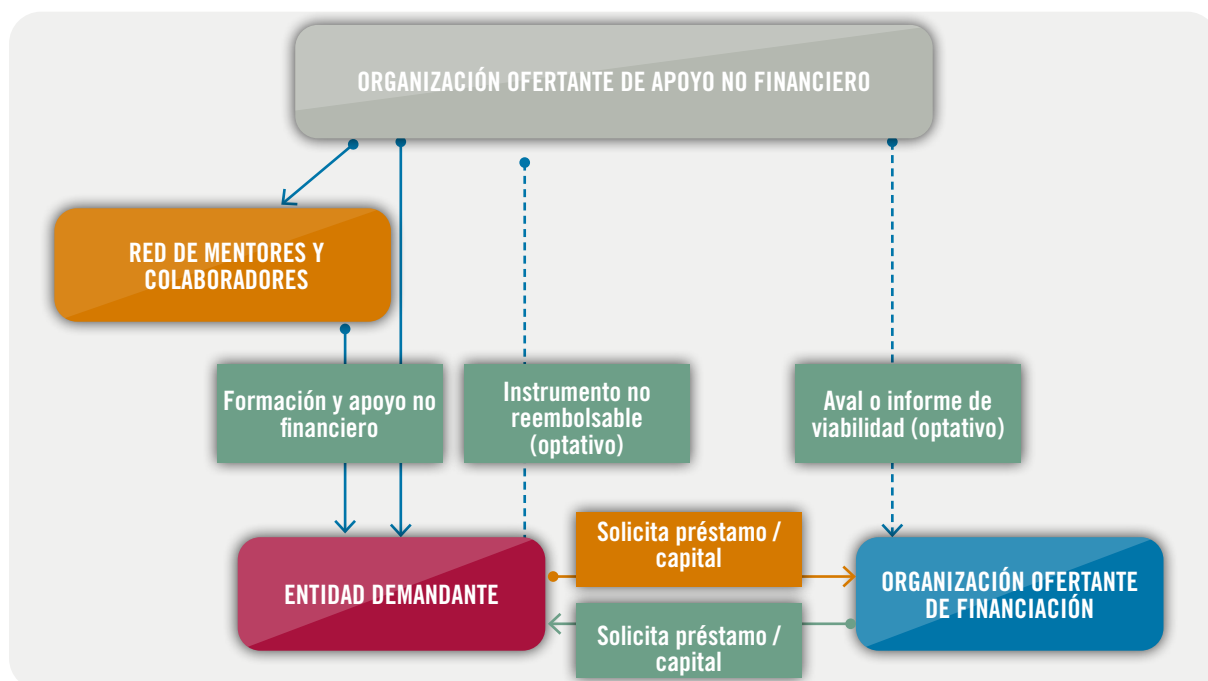 ORGANIZACIÓN OFERTANTE DE APOYO NO FINANCIERO
RED DE MENTORES Y
COLABORADORES
Formación y apoyo no
financiero
Instrumento no
reembolsable
(optativo)
Aval o informe de
viabilidad (optativo)
Solicita préstamo /
capital
ENTIDAD DEMANDANTE
ORGANIZACIÓN OFERTANTE
DE FINANCIACIÓN
Solicita préstamo /
capital